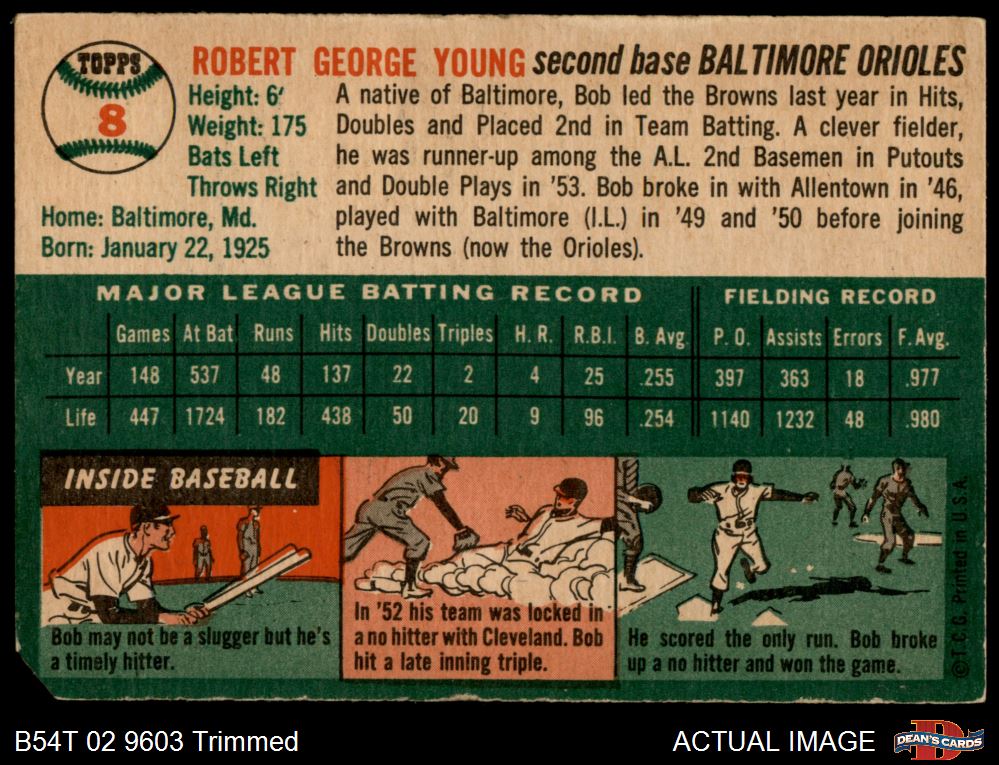 TOPPS
8
ROBERT GEORGE YOUNG second base BALTIMORE ORIOLES
Height: 6'
Weight: 175
Bats Left
Throws Right
Home: Baltimore, Md.
Born: January 22, 1925
A native of Baltimore, Bob led the Browns last year in Hits,
Doubles and Placed 2nd in Team Batting. A clever fielder,
he was runner-up among the A.L. 2nd Basemen in Putouts
and Double Plays in '53. Bob broke in with Allentown in '46,
played with Baltimore (I.L.) in '49 and '50 before joining
the Browns (now the Orioles).
MAJOR LEAGUE BATTING RECORD FIELDING RECORD
Games At Bat Runs Hits Doubles Triples H. R. R.B.I. B. Avg. P. O. Assists Errors F. Avg.
Year 148 537 48 137 22 2 4 25 .255 397 363 18 .977
Life 447 1724 182 438 50 20 9 96 .254 1140 1232 48 .980
INSIDE BASEBALL
Bob may not be a slugger but he's
a timely hitter.
In '52 his team was locked in
a no hitter with Cleveland. Bob
hit a late inning triple.
He scored the only run. Bob broke
up a no hitter and won the game.
©T.C.G. Printed in U.S.A.
B54T 02 9603 Trimmed
ACTUAL IMAGE
DEAN'S CARDS